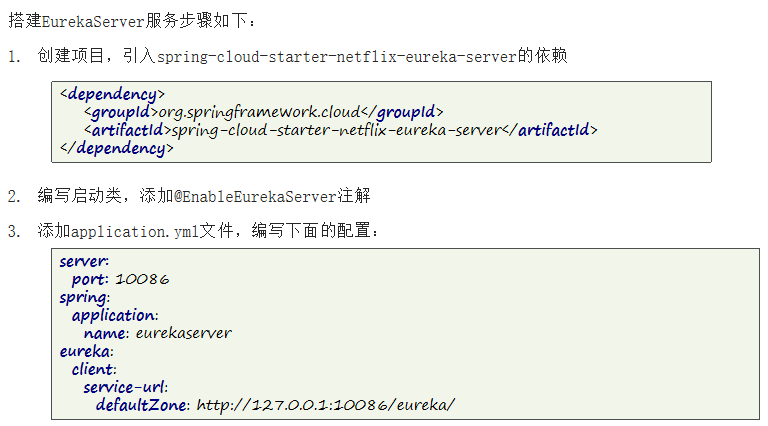 搭建EurekaServer服务步骤如下：
1. 创建项目，引入spring-cloud-starter-netflix-eureka-server的依赖
<dependency>
    <groupId>org.springframework.cloud</groupId>
    <artifactId>spring-cloud-starter-netflix-eureka-server</artifactId>
</dependency>
2. 编写启动类，添加@EnableEurekaServer注解
3. 添加application.yml文件，编写下面的配置：
server:
  port: 10086
spring:
  application:
    name: eurekaserver
eureka:
  client:
    service-url:
      defaultZone: http://127.0.0.1:10086/eureka/